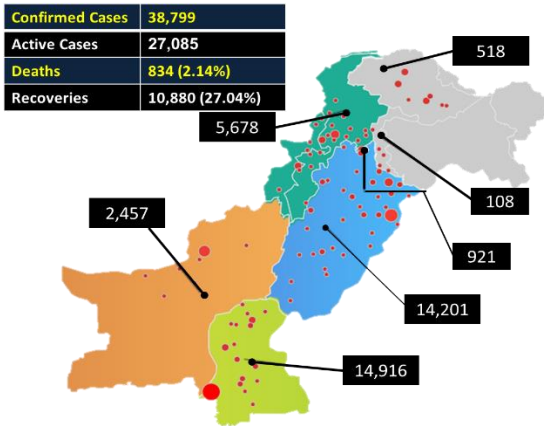 Confirmed Cases 38,799
Active Cases 27,085
Deaths 834 (2.14%)
Recoveries 10,880 (27.04%)
518
5,678
108
2,457
921
14,201
14,916